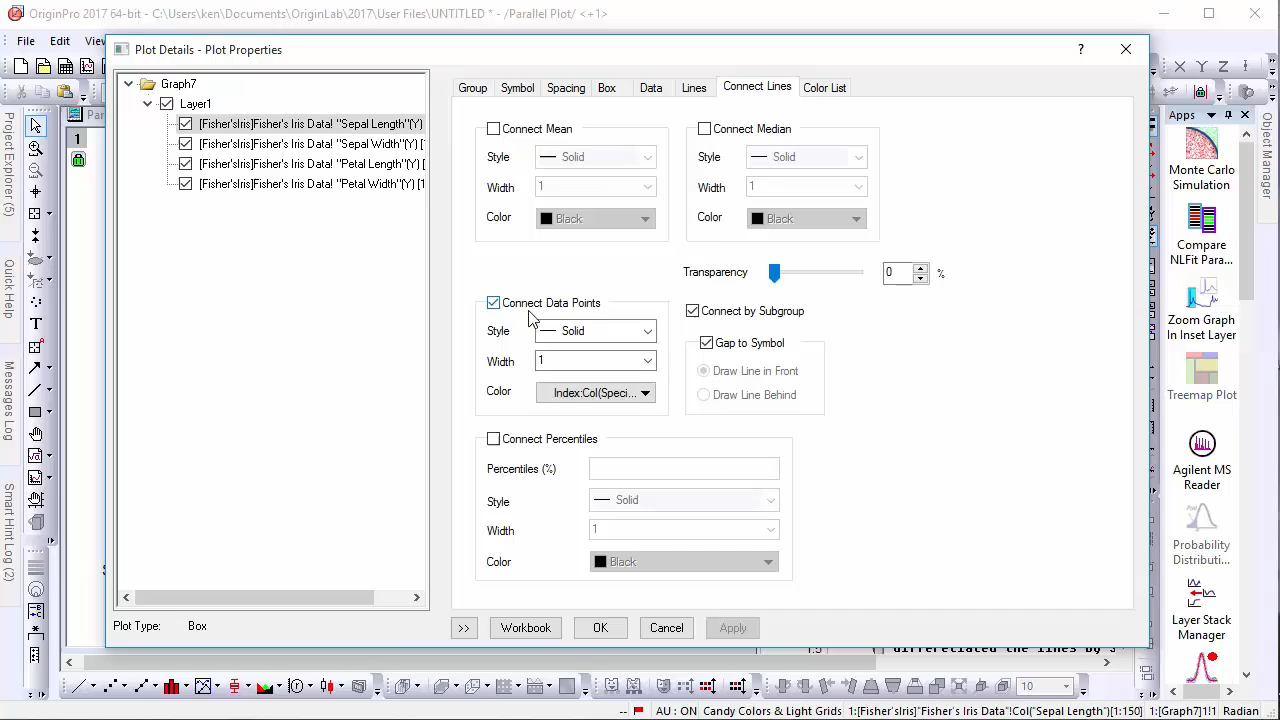 OriginPro 2017 64-bit - C:\Users\ken\Documents\OriginLab\2017\User Files\UNTITLED * - /Parallel Plot/ <+1>
File Edit
Plot Details - Plot Properties
?
Graph7
Layer1
[Fisher'sIris]Fisher's Iris Data! "Sepal Length"(Y)
[Fisher'sIris]Fisher's Iris Data! "Sepal Width"(Y) [1
[Fisher'sIris]Fisher's Iris Data! "Petal Length"(Y) [
[Fisher'sIris]Fisher's Iris Data! "Petal Width"(Y) [1
Plot Type: Box
Group Symbol Spacing Box Data Lines Connect Lines Color List
Connect Mean
Style Solid
Width 1
Color Black
Connect Median
Style Solid
Width 1
Color Black
Transparency 0 %
Connect Data Points
Style Solid
Width 1
Color Index:Col(Speci...
Connect by Subgroup
Gap to Symbol
Draw Line in Front
Draw Line Behind
Connect Percentiles
Percentiles (%)
Style Solid
Width 1
Color Black
>> Workbook OK Cancel Apply
Project Explorer (5)
Quick Help
Messages Log
Smart Hint Log (2)
1
T
Apps
Monte Carlo
Simulation
Compare
NLFit Para...
Zoom Graph
In Inset Layer
Treemap Plot
Agilent MS
Reader
Probability
Distributi...
Layer Stack
Manager
Object Manager
X Y Z
1.5
10
-- AU : ON Candy Colors & Light Grids 1:[Fisher'sIris]"Fisher's Iris Data"!Col("Sepal Length")[1:150] 1:[Graph7]1!1 Radian